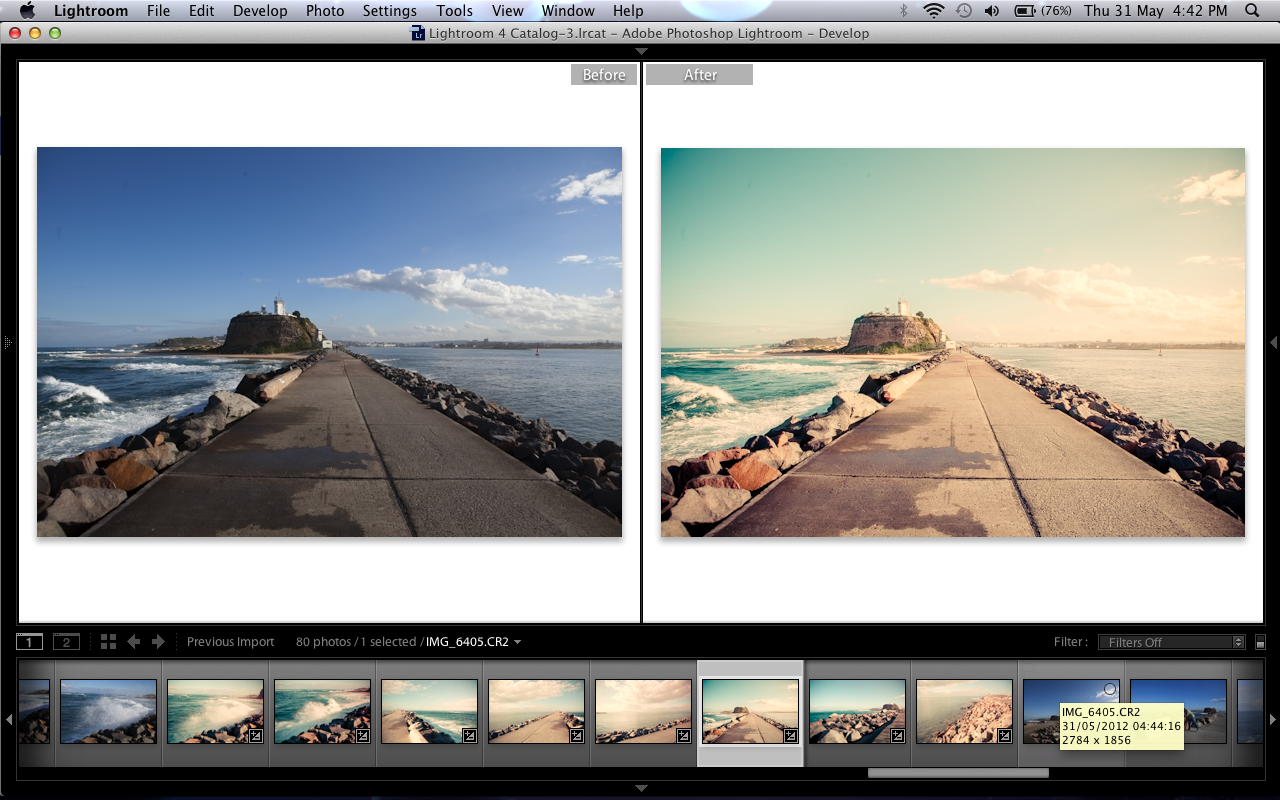 Lightroom File Edit Develop Photo Settings Tools View Window Help (76%) Thu 31 May 4:42 PM
Lr Lightroom 4 Catalog-3.lrcat – Adobe Photoshop Lightroom – Develop
Before After
1 2 Previous Import 80 photos / 1 selected / IMG_6405.CR2 Filter : Filters Off
IMG_6405.CR2
31/05/2012 04:44:16
2784 x 1856